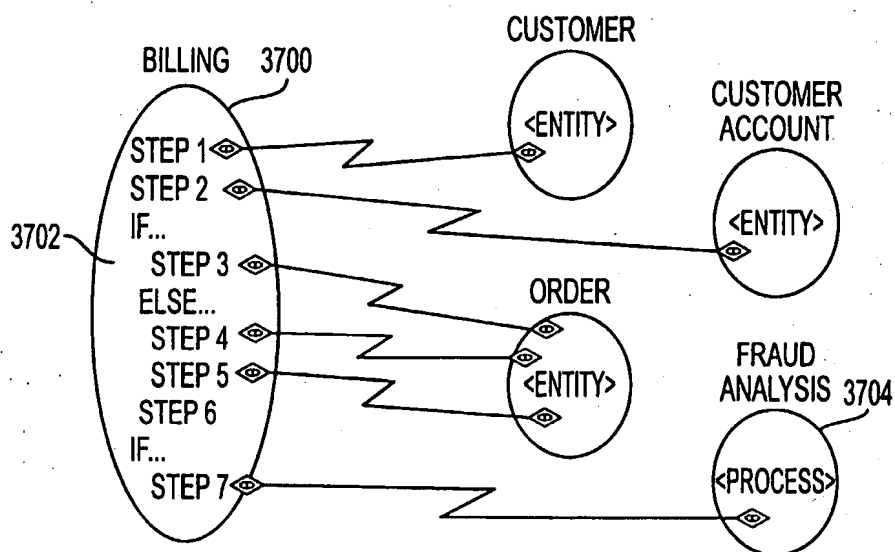 BILLING 3700
STEP 1
STEP 2
IF...
3702
STEP 3
ELSE...
STEP 4
STEP 5
STEP 6
IF...
STEP 7
CUSTOMER
<ENTITY>
CUSTOMER
ACCOUNT
<ENTITY>
ORDER
<ENTITY>
FRAUD
ANALYSIS 3704
<PROCESS>